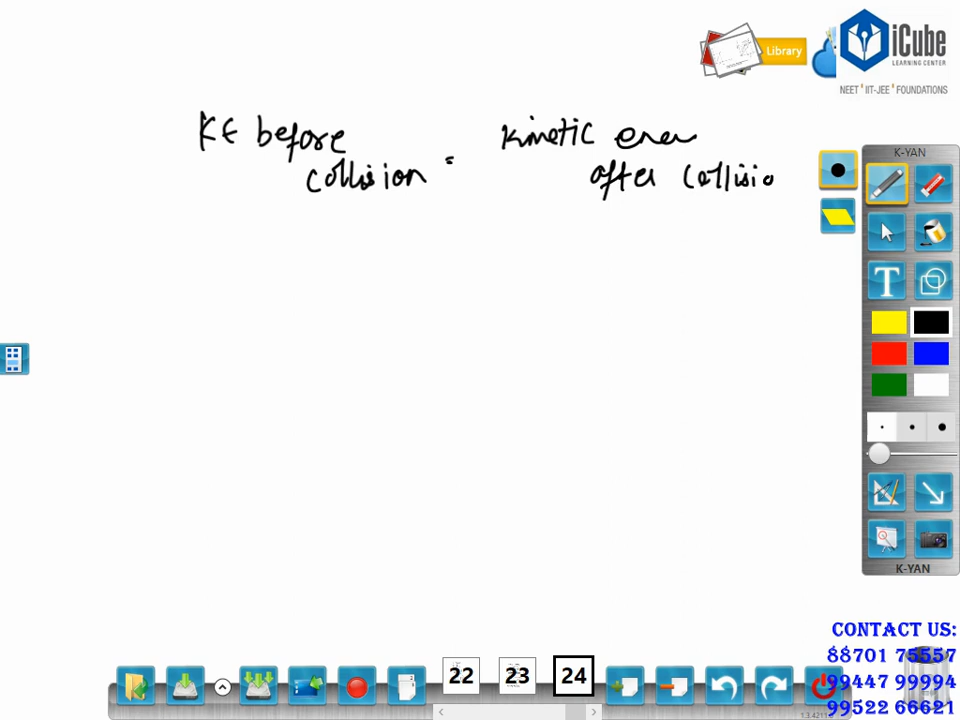 Library
iCube
LEARNING CENTER
NEET ' IIT-JEE ' FOUNDATIONS
KE before
collision =
kinetic ener
after collisio
K-YAN
T
K-YAN
22
23
24
CONTACT US:
88701 75557
99447 99994
99522 66621